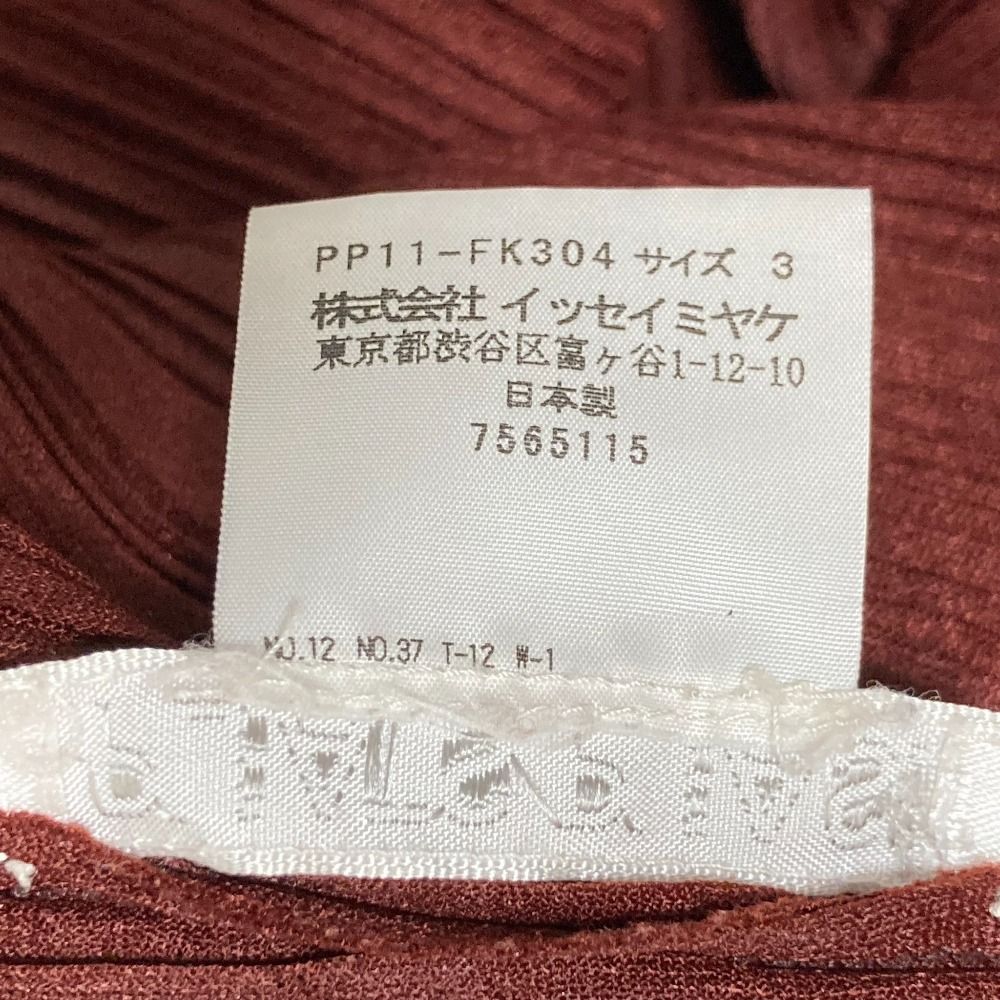 PP11-FK304 サイズ 3
株式会社 イッセイミヤケ
東京都渋谷区富ヶ谷1-12-10
日本製
7565115
NO.12 NO.37 T-12 W-1